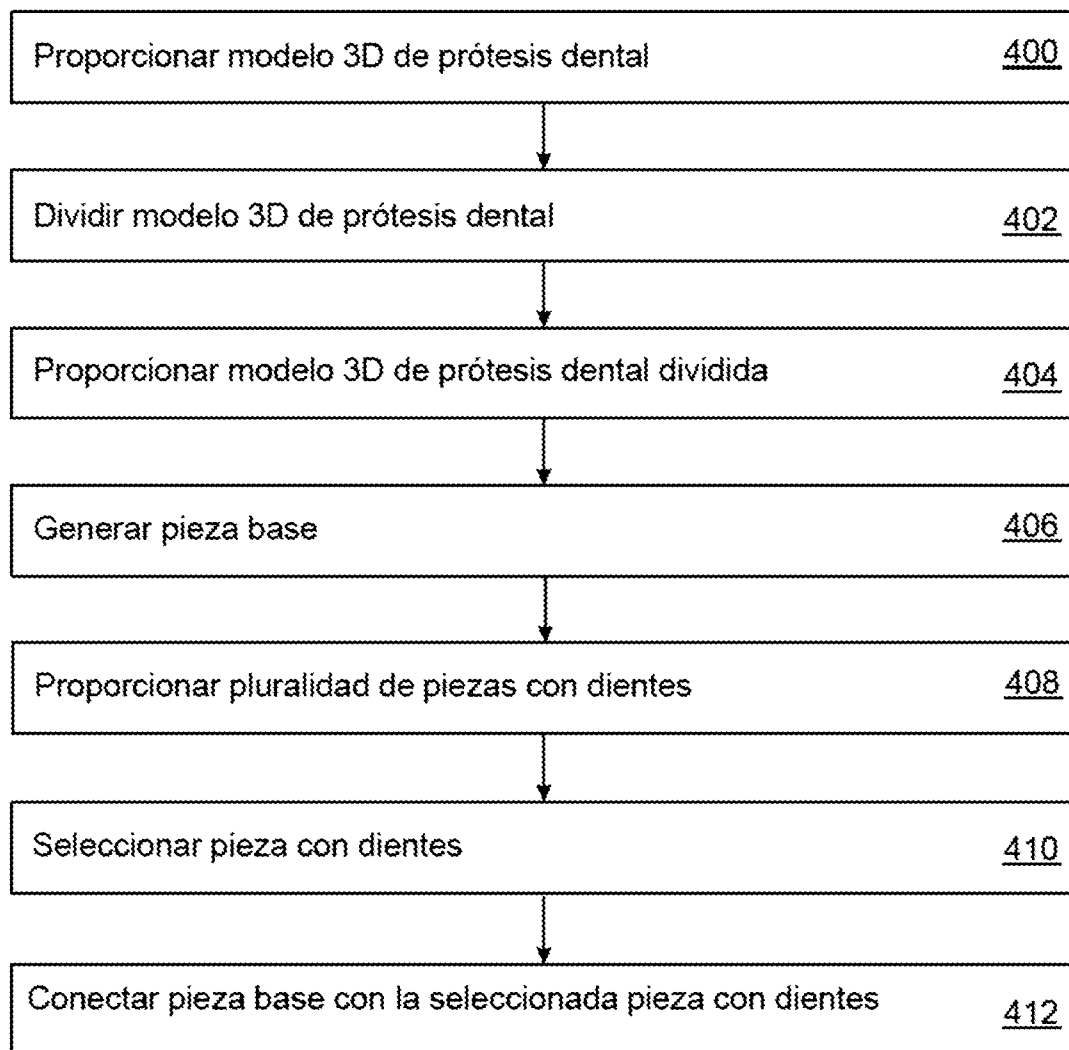 Proporcionar modelo 3D de prótesis dental 400
Dividir modelo 3D de prótesis dental 402
Proporcionar modelo 3D de prótesis dental dividida 404
Generar pieza base 406
Proporcionar pluralidad de piezas con dientes 408
Seleccionar pieza con dientes 410
Conectar pieza base con la seleccionada pieza con dientes 412